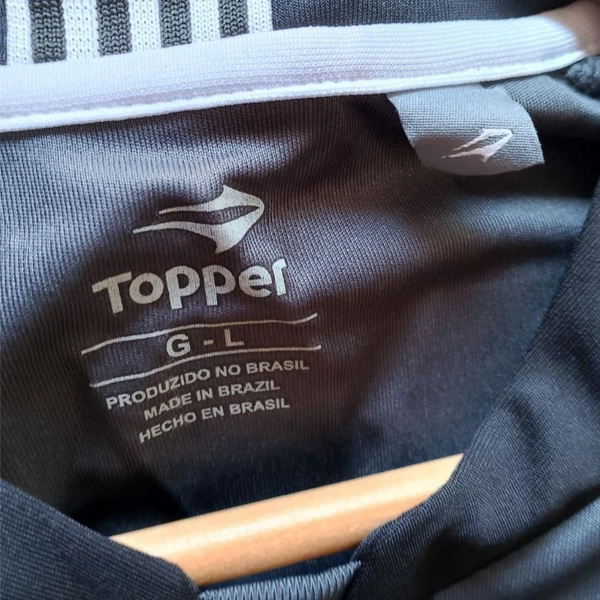 Topper
G - L
PRODUZIDO NO BRASIL
MADE IN BRAZIL
HECHO EN BRASIL